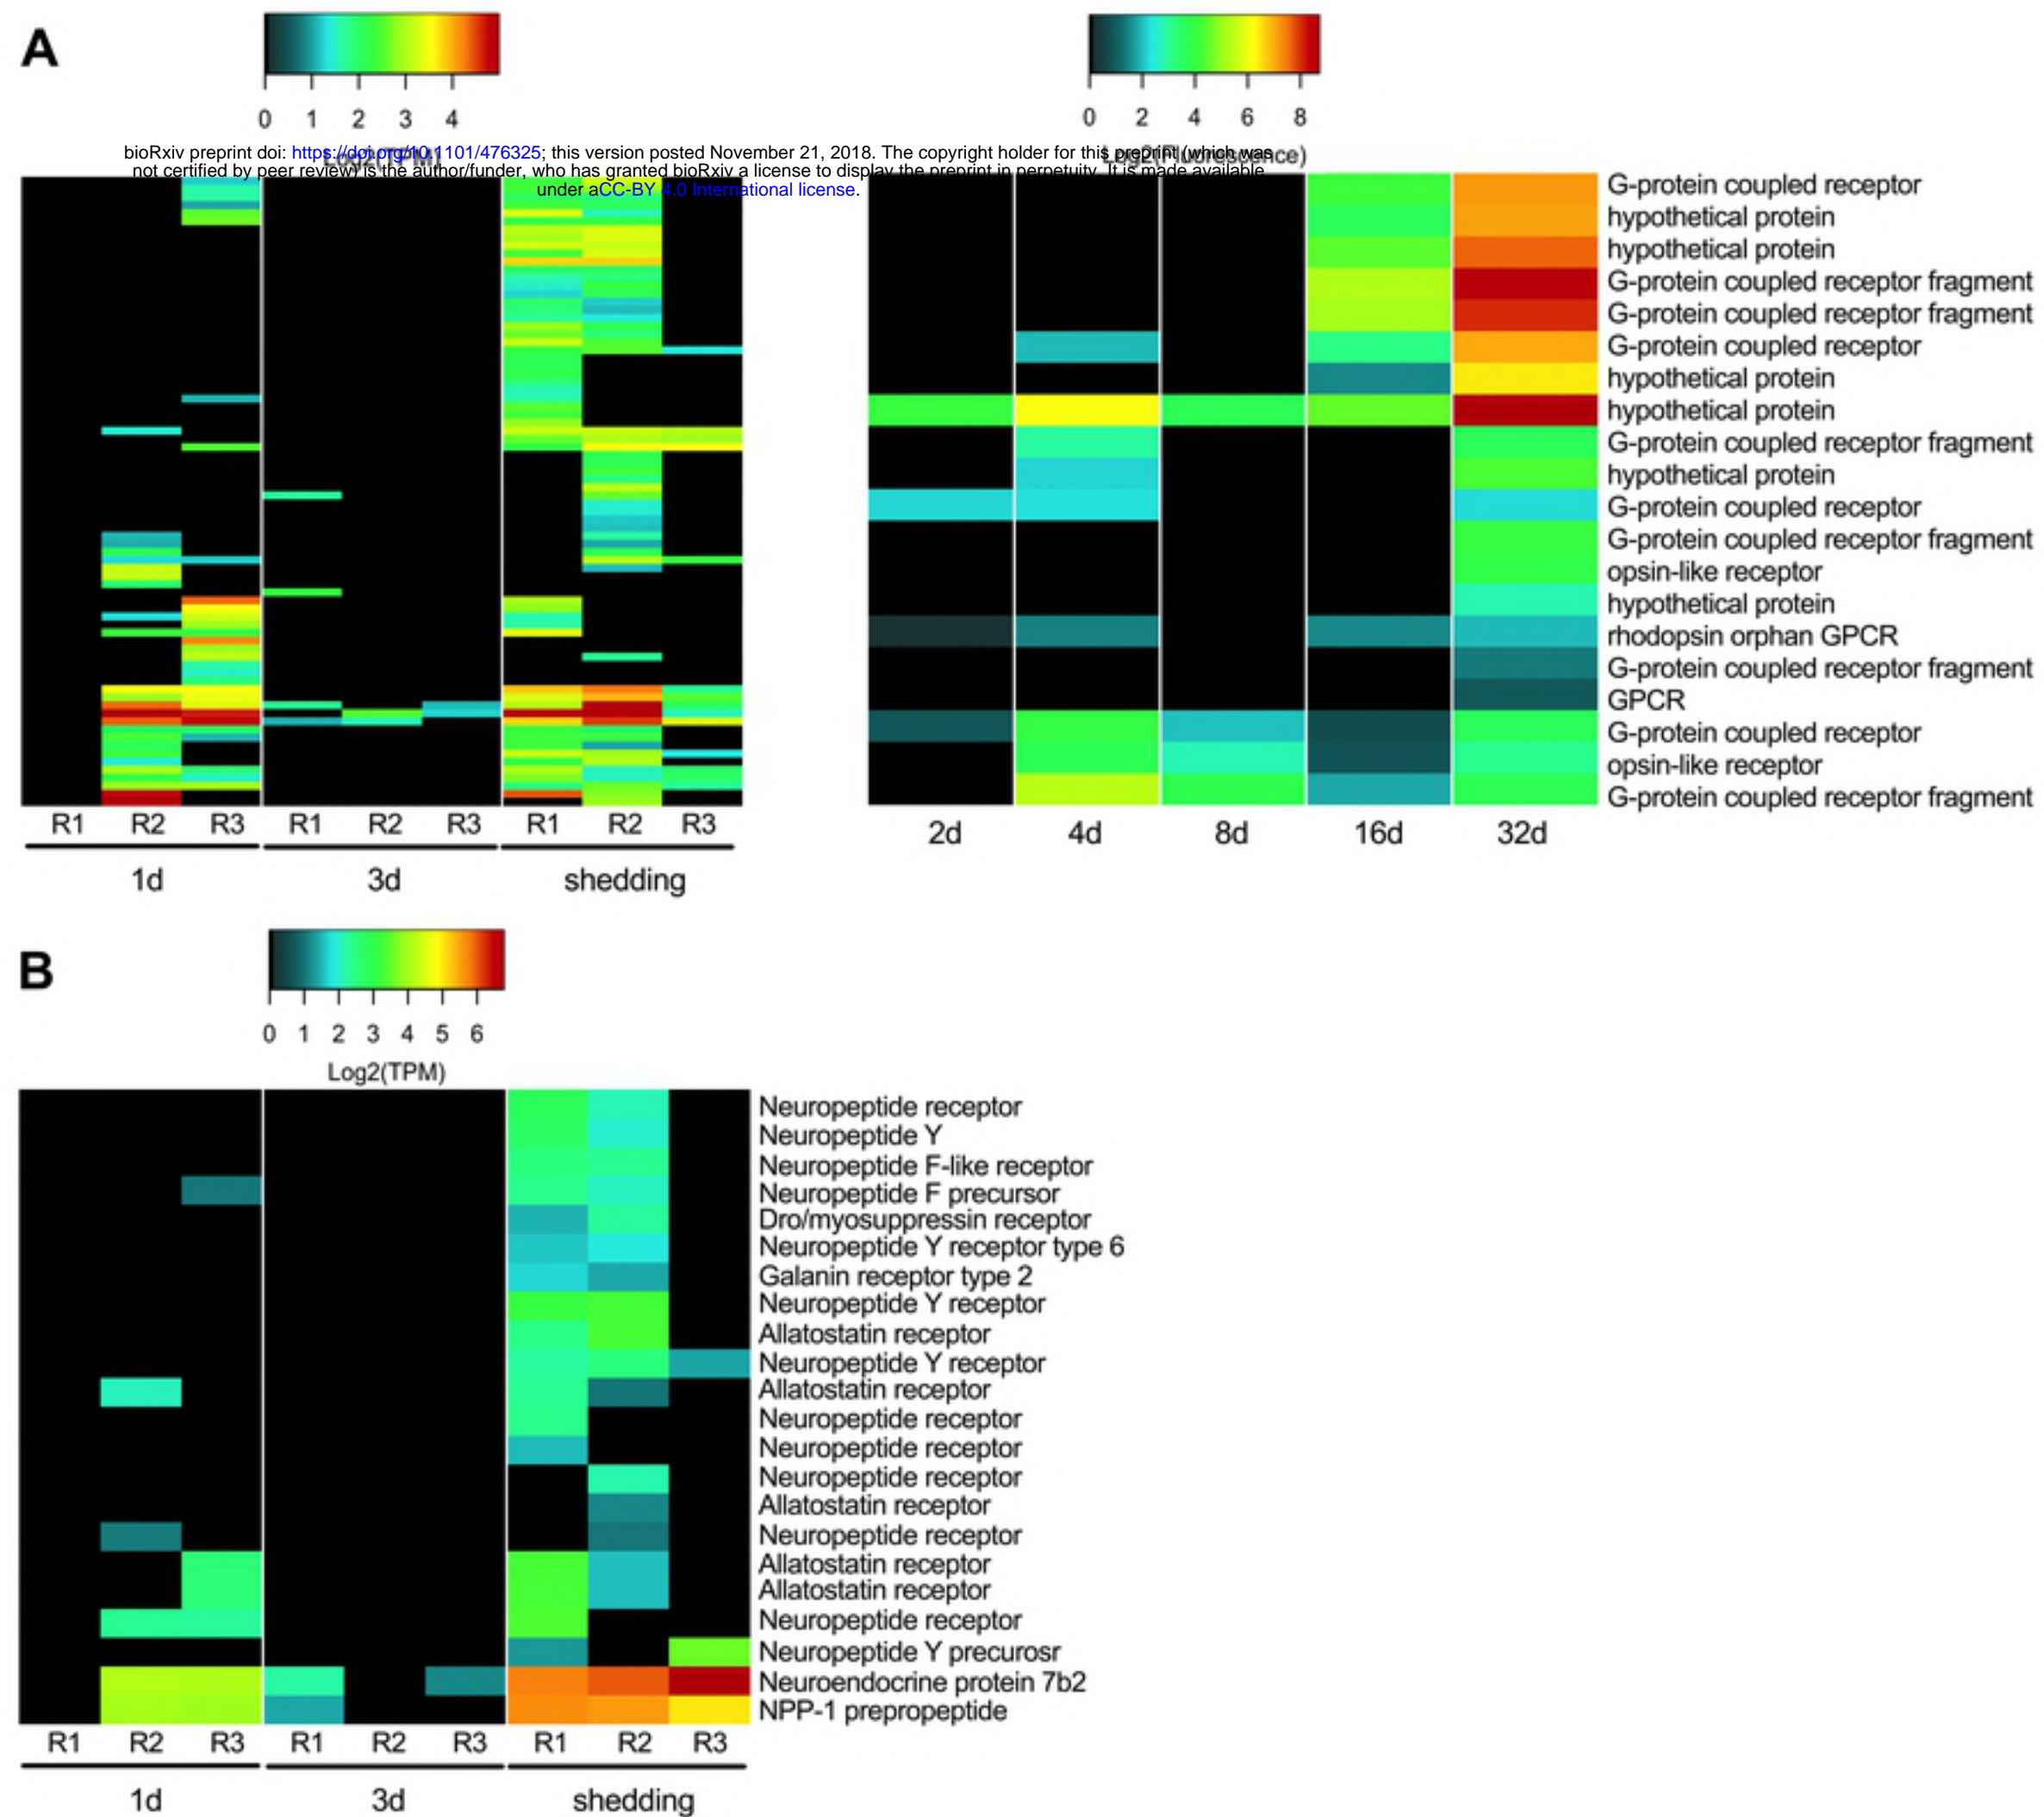 A
0 1 2 3 4
0 2 4 6 8
Log2(TPM)
Log2(Fluorescence)
bioRxiv preprint doi: https://doi.org/10.1101/476325; this version posted November 21, 2018. The copyright holder for this preprint (which was
not certified by peer review) is the author/funder, who has granted bioRxiv a license to display the preprint in perpetuity. It is made available
under aCC-BY 4.0 International license.
G-protein coupled receptor
hypothetical protein
hypothetical protein
G-protein coupled receptor fragment
G-protein coupled receptor fragment
G-protein coupled receptor
hypothetical protein
hypothetical protein
G-protein coupled receptor fragment
hypothetical protein
G-protein coupled receptor
G-protein coupled receptor fragment
opsin-like receptor
hypothetical protein
rhodopsin orphan GPCR
G-protein coupled receptor fragment
GPCR
G-protein coupled receptor
opsin-like receptor
G-protein coupled receptor fragment
R1 R2 R3 R1 R2 R3 R1 R2 R3
1d 3d shedding
2d 4d 8d 16d 32d
B
0 1 2 3 4 5 6
Log2(TPM)
Neuropeptide receptor
Neuropeptide Y
Neuropeptide F-like receptor
Neuropeptide F precursor
Dro/myosuppressin receptor
Neuropeptide Y receptor type 6
Galanin receptor type 2
Neuropeptide Y receptor
Allatostatin receptor
Neuropeptide Y receptor
Allatostatin receptor
Neuropeptide receptor
Neuropeptide receptor
Neuropeptide receptor
Allatostatin receptor
Neuropeptide receptor
Allatostatin receptor
Allatostatin receptor
Neuropeptide receptor
Neuropeptide Y precurosr
Neuroendocrine protein 7b2
NPP-1 prepropeptide
R1 R2 R3 R1 R2 R3 R1 R2 R3
1d 3d shedding